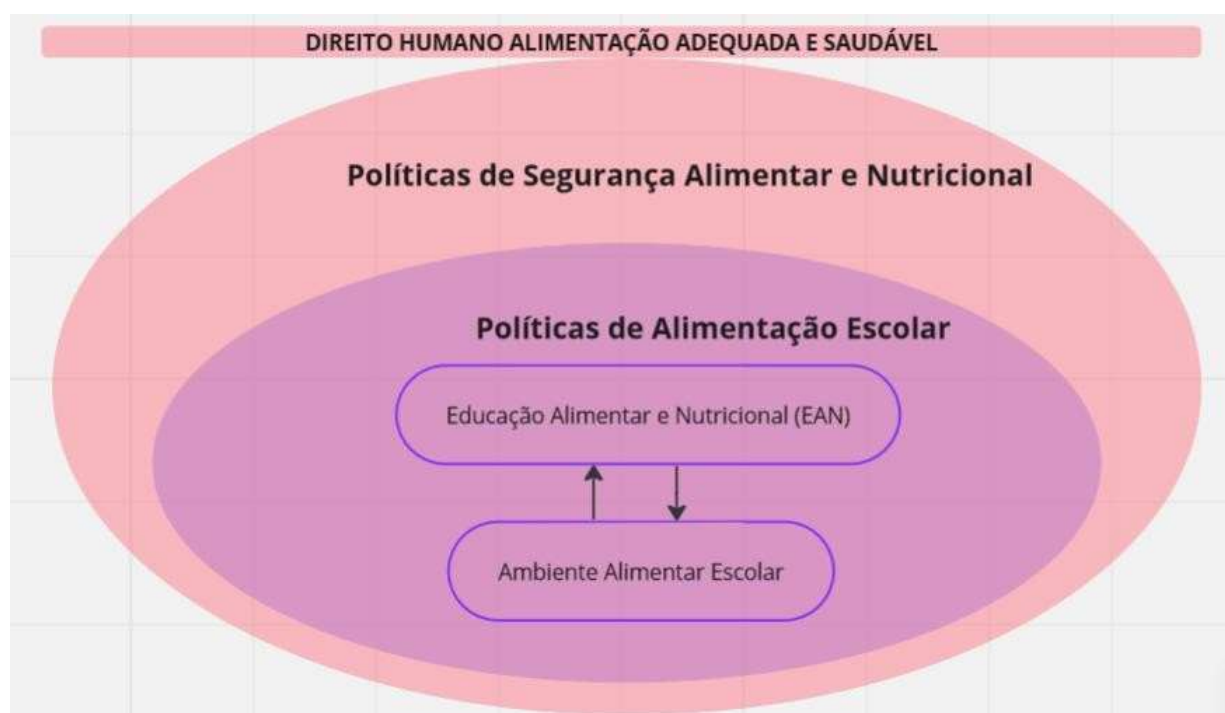 DIREITO HUMANO ALIMENTAÇÃO ADEQUADA E SAUDÁVEL
Políticas de Segurança Alimentar e Nutricional
Políticas de Alimentação Escolar
Educação Alimentar e Nutricional (EAN)
Ambiente Alimentar Escolar